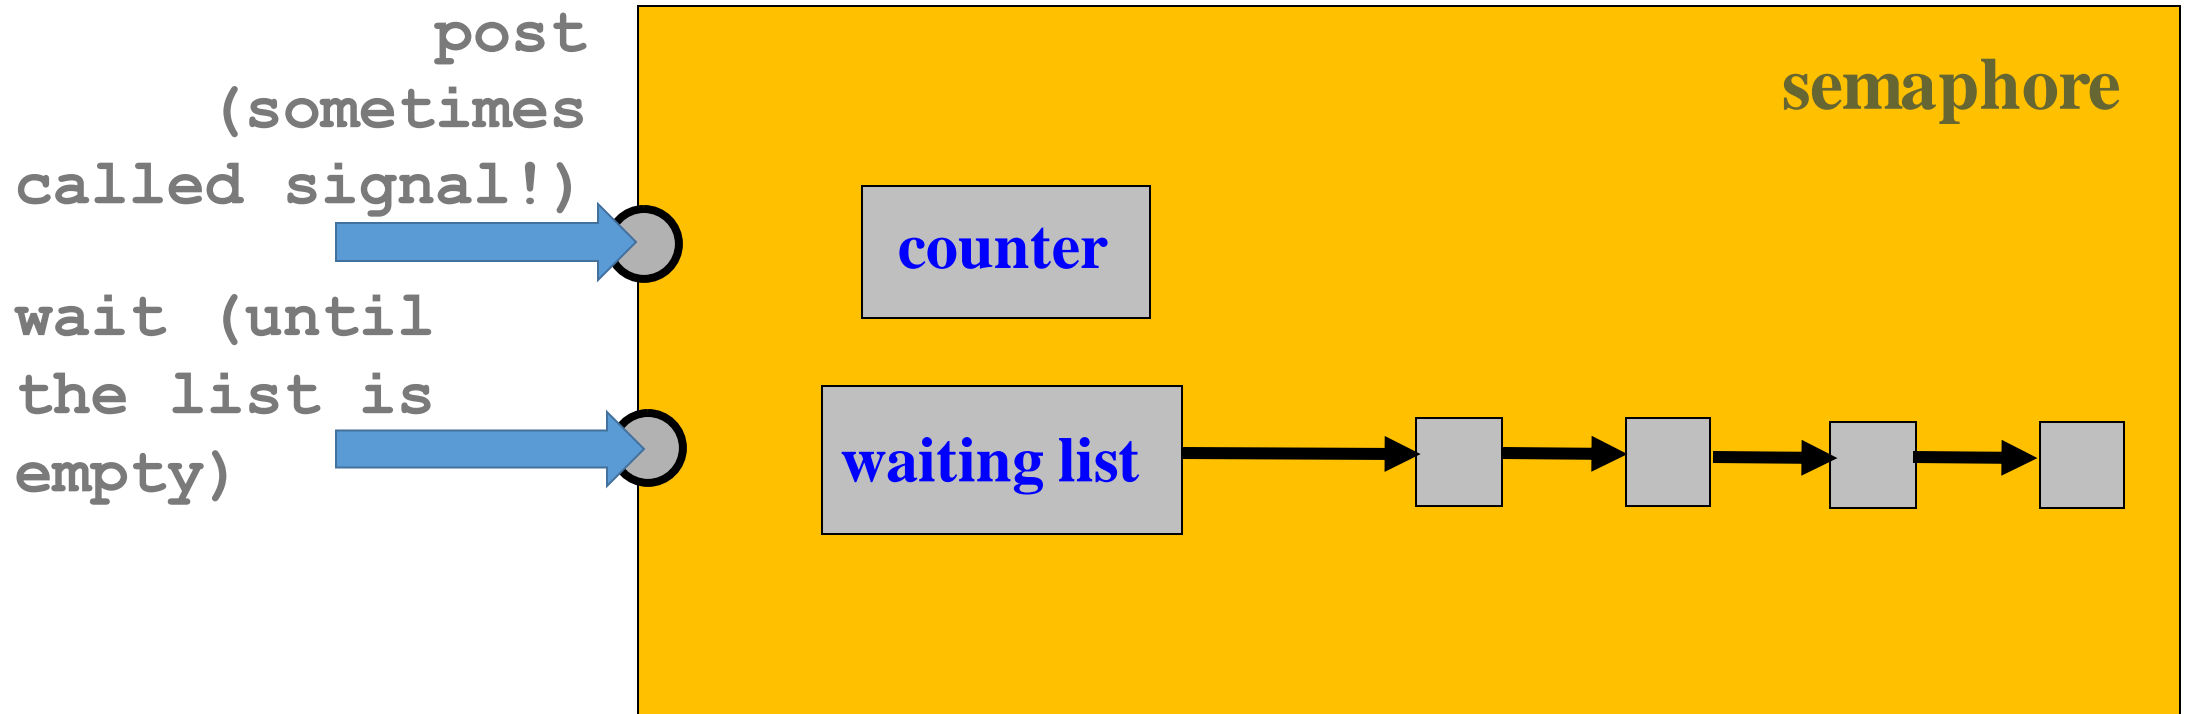 post
(sometimes
called signal!)
wait (until
the list is
empty)
semaphore
counter
waiting list